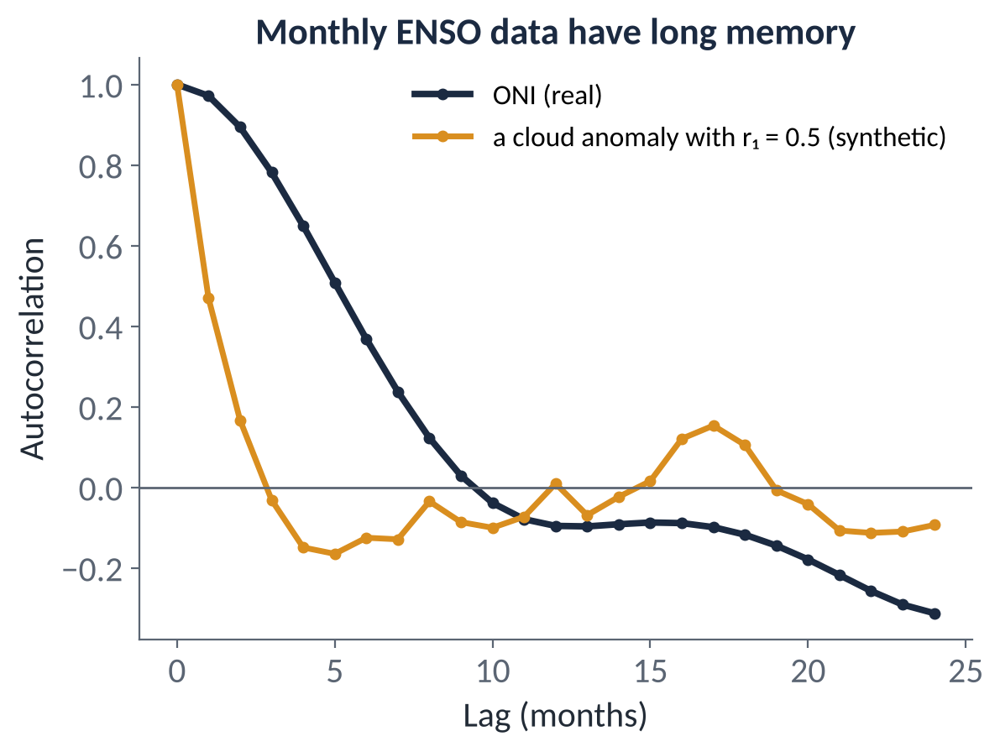 Monthly ENSO data have long memory
ONI (real)
a cloud anomaly with r₁ = 0.5 (synthetic)
Autocorrelation
1.0
0.8
0.6
0.4
0.2
0.0
−0.2
0 5 10 15 20 25
Lag (months)